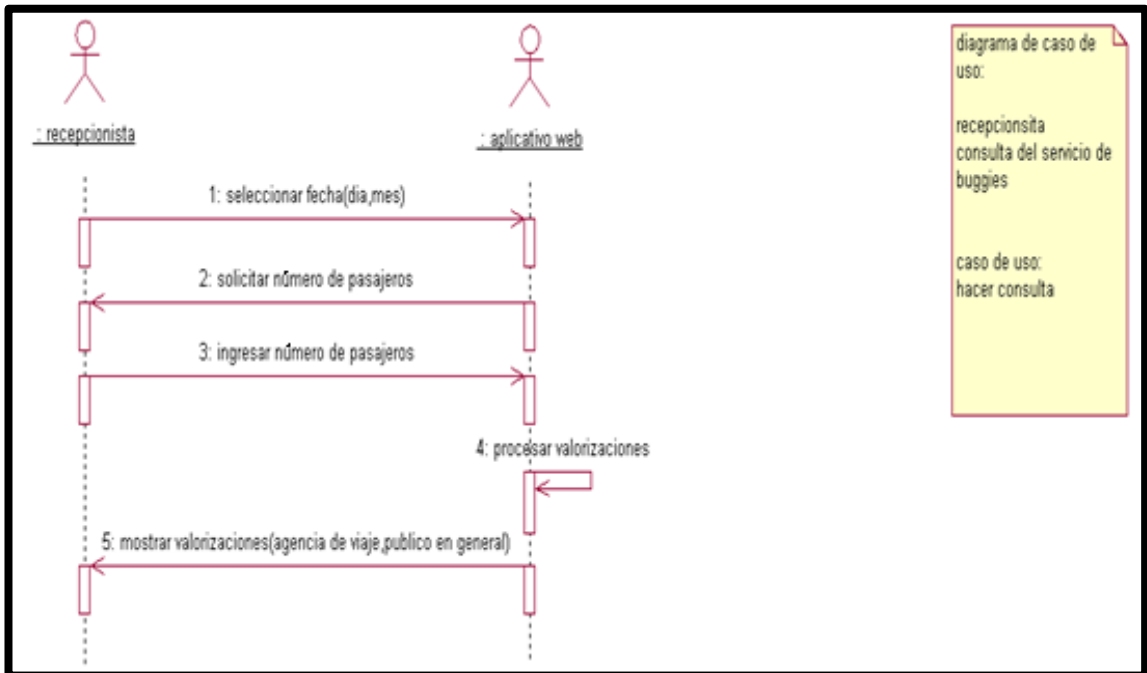 : recepcionista
: aplicativo web
1: seleccionar fecha(dia,mes)
2: solicitar número de pasajeros
3: ingresar número de pasajeros
4: procesar valorizaciones
5: mostrar valorizaciones(agencia de viaje,publico en general)
diagrama de caso de
uso:
recepcionsita
consulta del servicio de
buggies
caso de uso:
hacer consulta